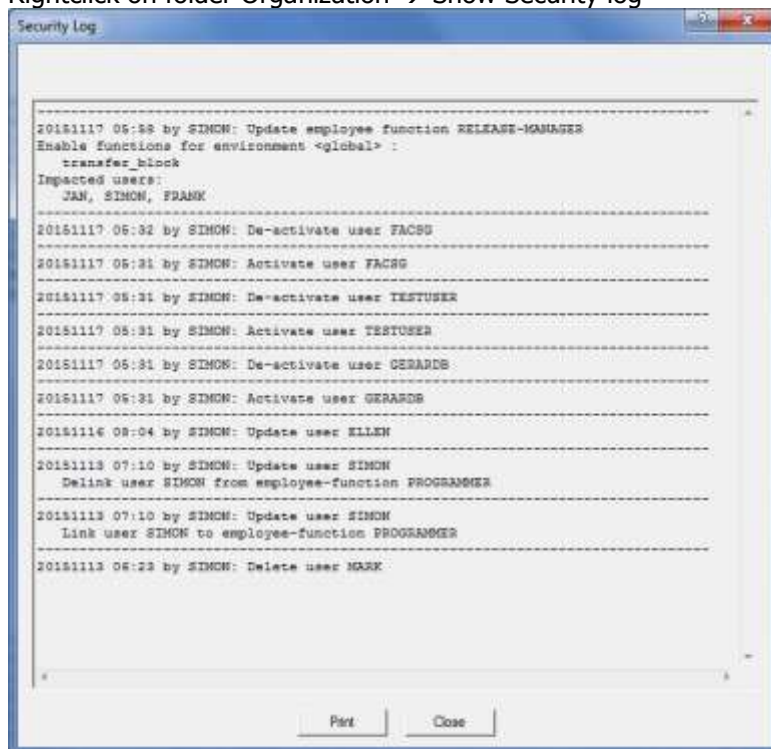 Rightclick on folder Organization → Show Security log
Security Log
20151117 05:58 by SIMON: Update employee function RELEASE-MANAGER
Enable functions for environment <global> :
transfer_block
Impacted users:
JAN, SIMON, FRANK
20151117 05:32 by SIMON: De-activate user FACSG
20151117 05:31 by SIMON: Activate user FACSG
20151117 05:31 by SIMON: De-activate user TESTUSER
20151117 05:31 by SIMON: Activate user TESTUSER
20151117 05:31 by SIMON: De-activate user GERARDB
20151117 05:31 by SIMON: Activate user GERARDB
20151116 08:04 by SIMON: Update user ELLEN
20151113 07:10 by SIMON: Update user SIMON
Delink user SIMON from employee-function PROGRAMMER
20151113 07:10 by SIMON: Update user SIMON
Link user SIMON to employee-function PROGRAMMER
20151113 06:23 by SIMON: Delete user MARK
Print Close